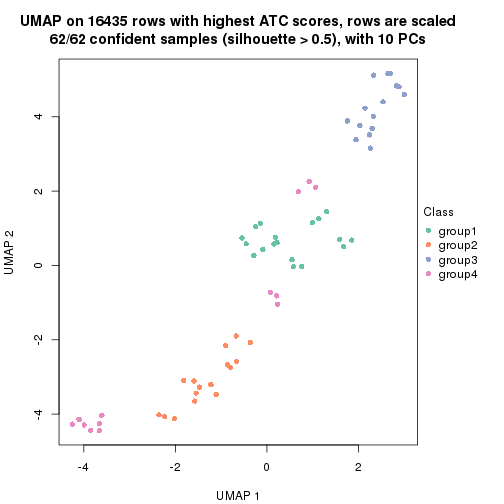 UMAP on 16435 rows with highest ATC scores, rows are scaled
62/62 confident samples (silhouette > 0.5), with 10 PCs
4
2
0
-2
-4
UMAP 2
-4
-2
0
2
UMAP 1
Class
group1
group2
group3
group4